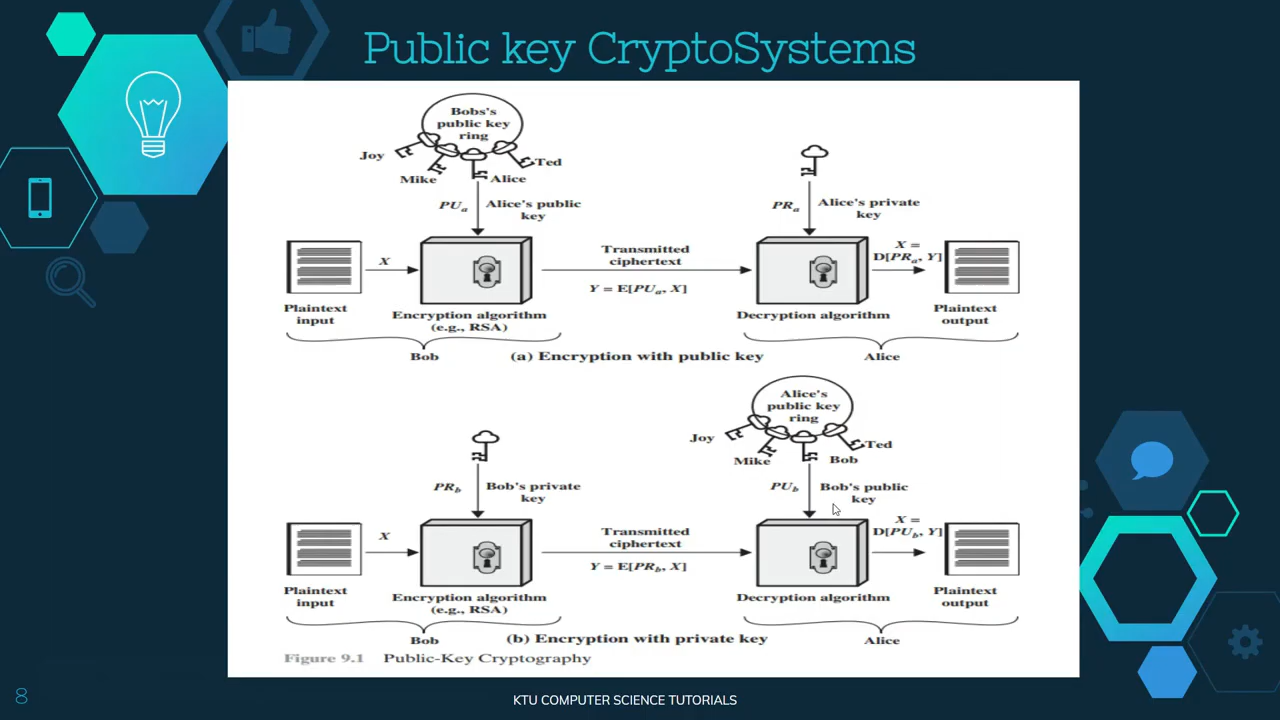 Public key CryptoSystems
Bobs's
public key
ring
Joy
Ted
Mike
Alice
PUa
Alice's public
key
PRa
Alice's private
key
X
Transmitted
ciphertext
X =
D[PRa, Y]
Y = E[PUa, X]
Plaintext
input
Encryption algorithm
(e.g., RSA)
Decryption algorithm
Plaintext
output
Bob
(a) Encryption with public key
Alice
Alice's
public key
ring
Joy
Ted
Mike
Bob
PRb
Bob's private
key
PUb
Bob's public
key
X
Transmitted
ciphertext
X =
D[PUb, Y]
Y = E[PRb, X]
Plaintext
input
Encryption algorithm
(e.g., RSA)
Decryption algorithm
Plaintext
output
Bob
(b) Encryption with private key
Alice
Figure 9.1 Public-Key Cryptography
8
KTU COMPUTER SCIENCE TUTORIALS